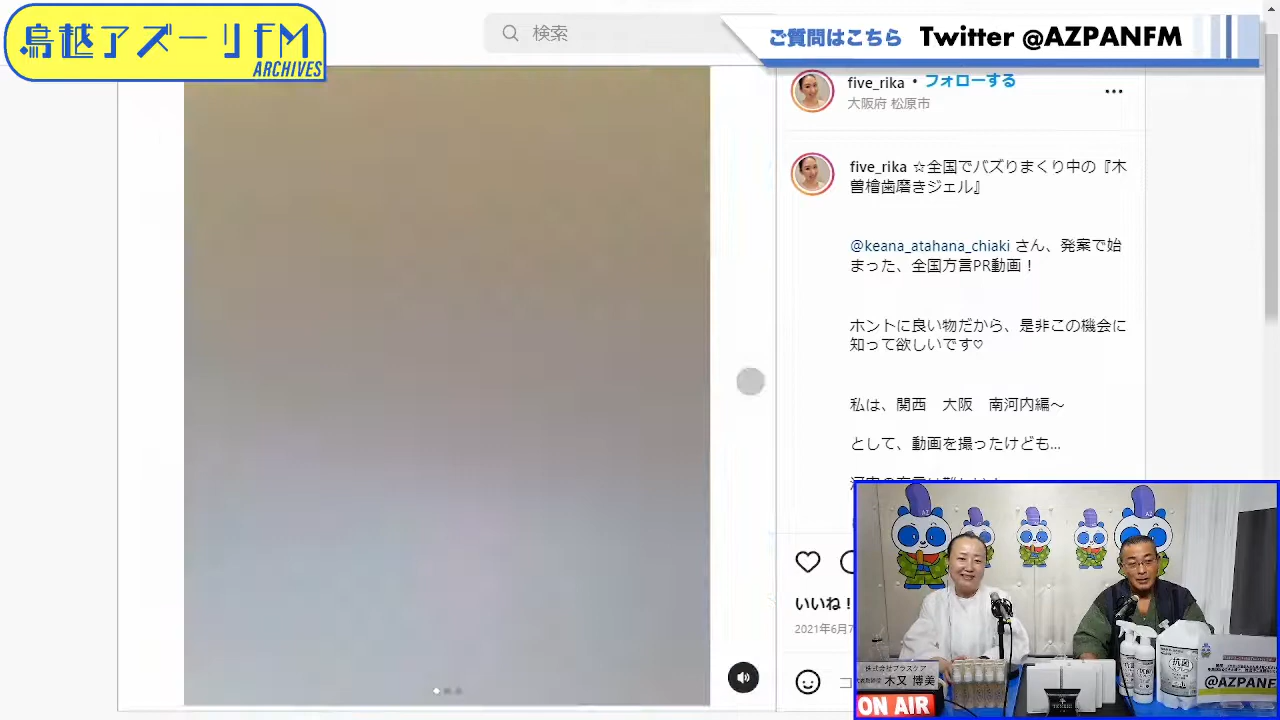 鳥越アズーリFM
ARCHIVES
検索
ご質問はこちら Twitter @AZPANFM
five_rika • フォローする
大阪府 松原市
five_rika ☆全国でバズりまくり中の『木
曽檜歯磨きジェル』
@keana_atahana_chiaki さん、発案で始
まった、全国方言PR動画！
ホントに良い物だから、是非この機会に
知って欲しいです♡
私は、関西 大阪 南河内編〜
として、動画を撮ったけども...
いいね！
2021年6月7
コ
株式会社プラスケア
木又 博美
ON AIR
抗菌
抗菌
@AZPANF